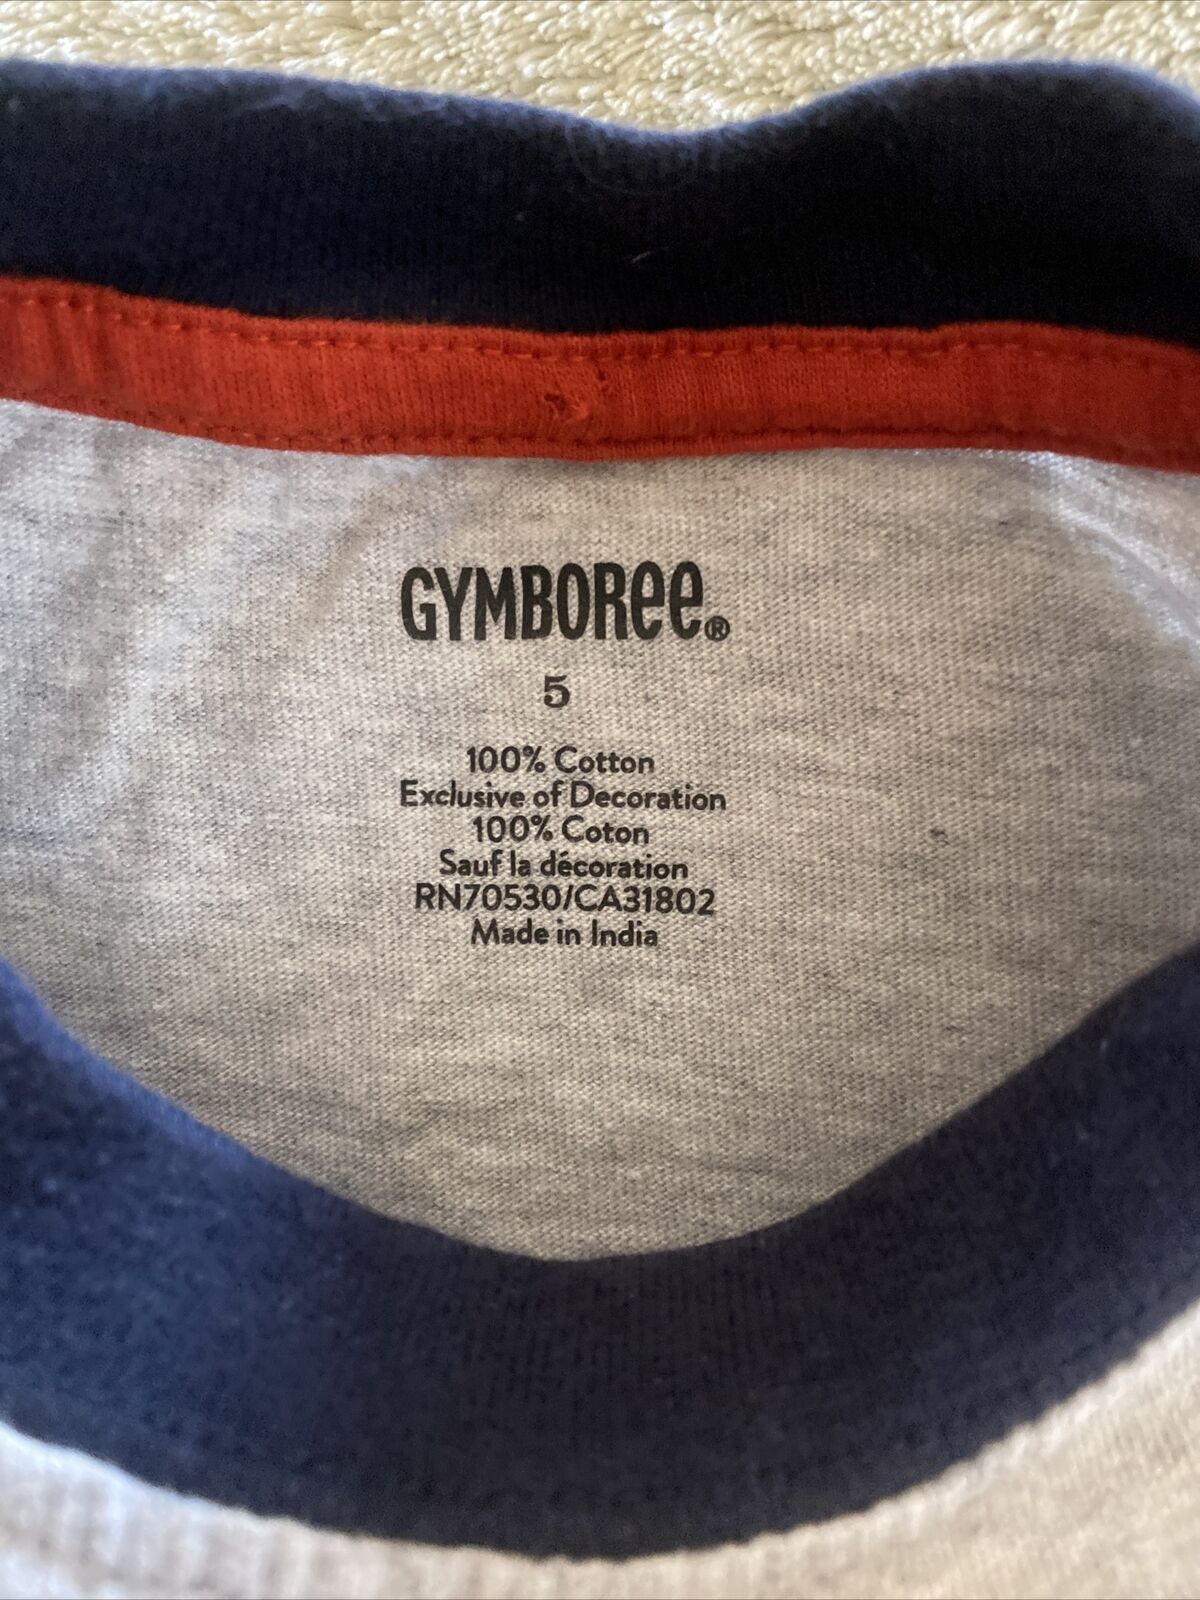 GYMBOREE®
5
100% Cotton
Exclusive of Decoration
100% Coton
Sauf la décoration
RN70530/CA31802
Made in India